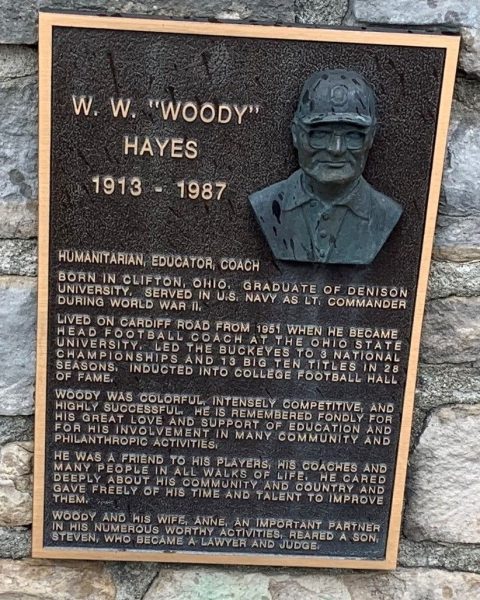 W. W. "WOODY"
HAYES
1913 - 1987
HUMANITARIAN, EDUCATOR, COACH
BORN IN CLIFTON, OHIO. GRADUATE OF DENISON
UNIVERSITY. SERVED IN U.S. NAVY AS LT. COMMANDER
DURING WORLD WAR II.
LIVED ON CARDIFF ROAD FROM 1951 WHEN HE BECAME
HEAD FOOTBALL COACH AT THE OHIO STATE
UNIVERSITY. LED THE BUCKEYES TO 3 NATIONAL
CHAMPIONSHIPS AND 13 BIG TEN TITLES IN 28
SEASONS. INDUCTED INTO COLLEGE FOOTBALL HALL
OF FAME.
WOODY WAS COLORFUL, INTENSELY COMPETITIVE, AND
HIGHLY SUCCESSFUL. HE IS REMEMBERED FONDLY FOR
HIS GREAT LOVE AND SUPPORT OF EDUCATION AND
FOR HIS INVOLVEMENT IN MANY COMMUNITY AND
PHILANTHROPIC ACTIVITIES.
HE WAS A FRIEND TO HIS PLAYERS, HIS COACHES AND
MANY PEOPLE IN ALL WALKS OF LIFE. HE CARED
DEEPLY ABOUT HIS COMMUNITY AND COUNTRY AND
GAVE FREELY OF HIS TIME AND TALENT TO IMPROVE
THEM.
WOODY AND HIS WIFE, ANNE, AN IMPORTANT PARTNER
IN HIS NUMEROUS WORTHY ACTIVITIES, REARED A SON,
STEVEN, WHO BECAME A LAWYER AND JUDGE.